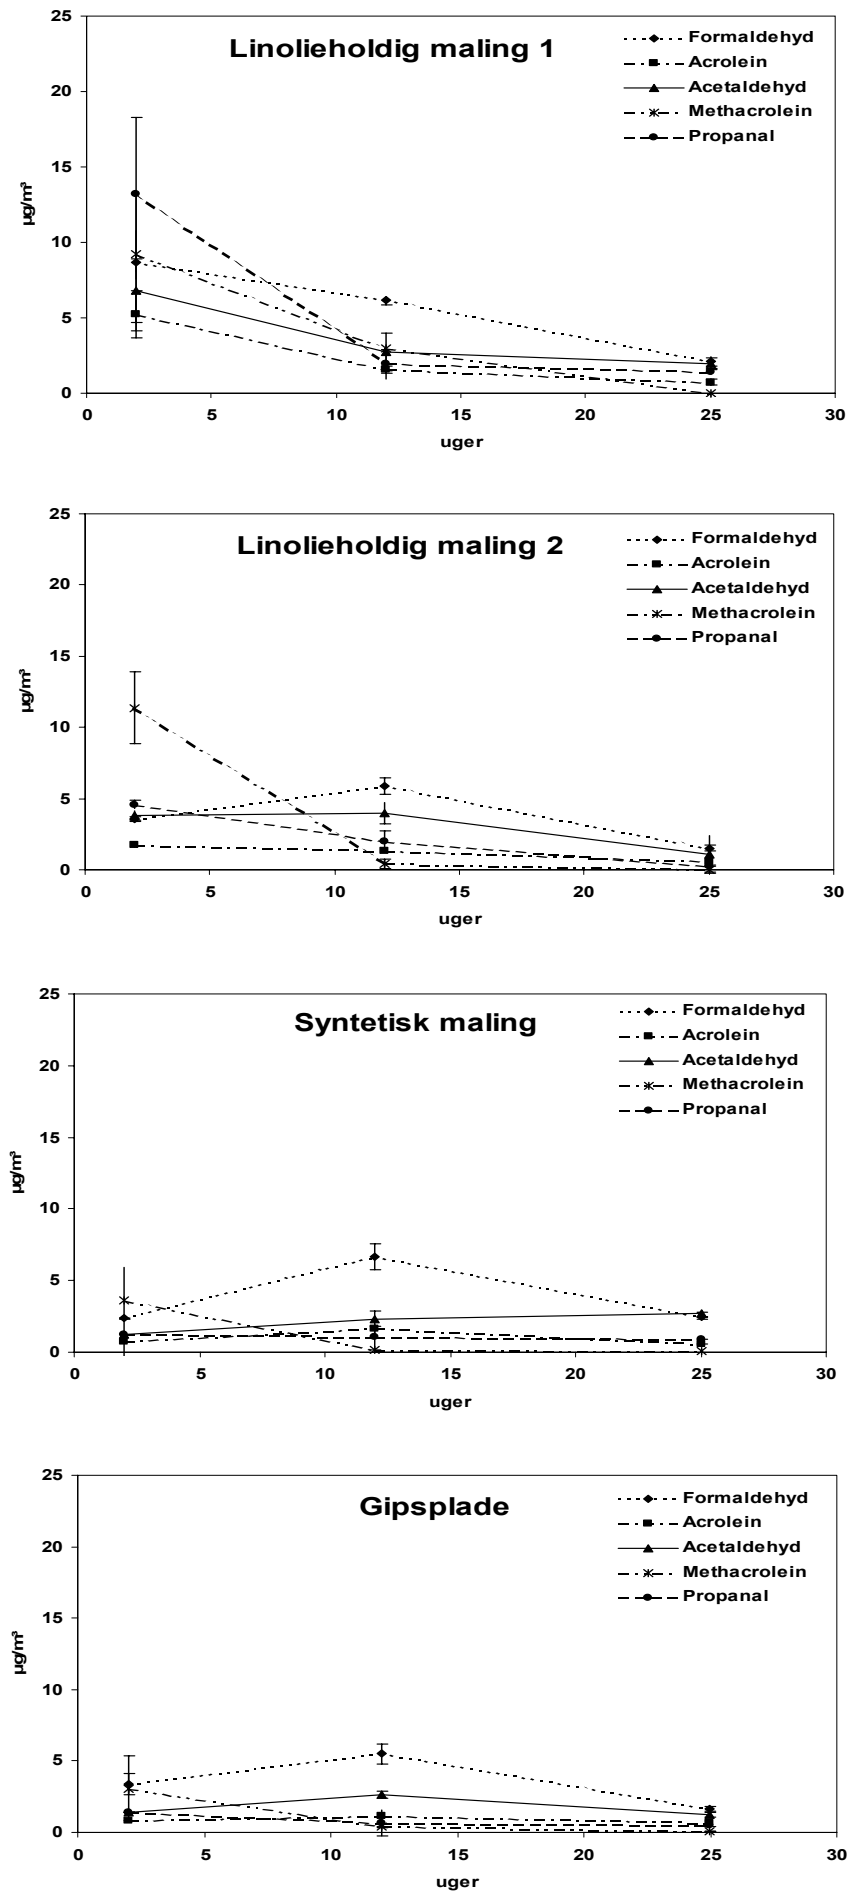 Linolieholdig maling 1
Formaldehyd
Acrolein
Acetaldehyd
Methacrolein
Propanal
25
20
15
10
5
0
µg/m³
0 5 10 15 20 25 30
uger
Linolieholdig maling 2
Formaldehyd
Acrolein
Acetaldehyd
Methacrolein
Propanal
25
20
15
10
5
0
µg/m³
0 5 10 15 20 25 30
uger
Syntetisk maling
Formaldehyd
Acrolein
Acetaldehyd
Methacrolein
Propanal
25
20
15
10
5
0
µg/m³
0 5 10 15 20 25 30
uger
Gipsplade
Formaldehyd
Acrolein
Acetaldehyd
Methacrolein
Propanal
25
20
15
10
5
0
µg/m³
0 5 10 15 20 25 30
uger